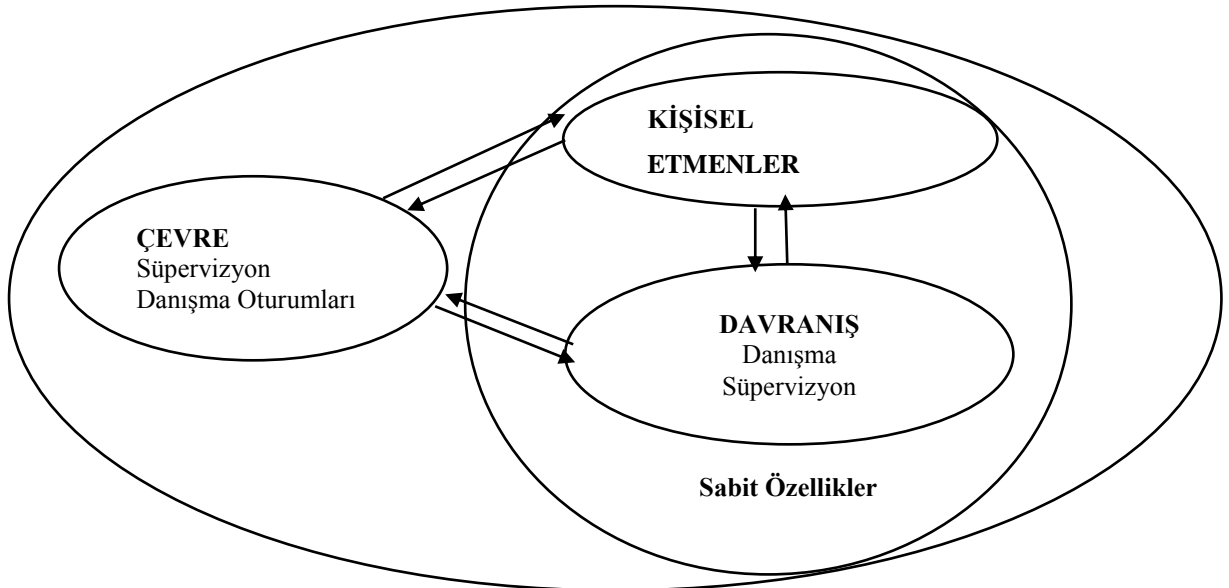 KİŞİSEL
ETMENLER
ÇEVRE
Süpervizyon
Danışma Oturumları
DAVRANIŞ
Danışma
Süpervizyon
Sabit Özellikler